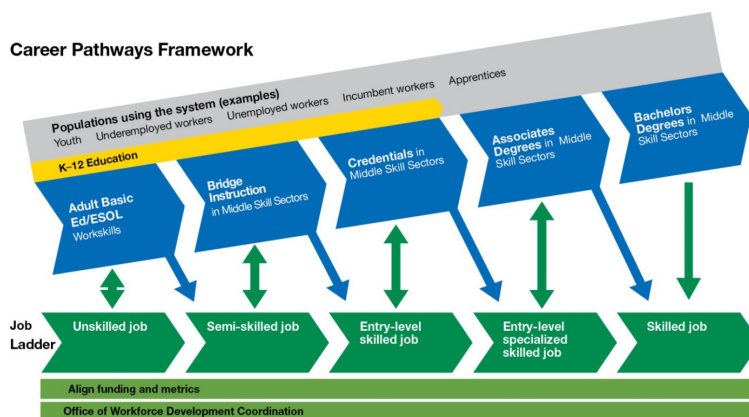 Career Pathways Framework
Populations using the system (examples)
Youth Underemployed workers Unemployed workers Incumbent workers Apprentices
K–12 Education
Adult Basic
Ed/ESOL
Workskills
Bridge
Instruction
in Middle Skill Sectors
Credentials in
Middle Skill Sectors
Associates
Degrees in Middle
Skill Sectors
Bachelors
Degrees in Middle
Skill Sectors
Job
Ladder
Unskilled job
Semi-skilled job
Entry-level
skilled job
Entry-level
specialized
skilled job
Skilled job
Align funding and metrics
Office of Workforce Development Coordination